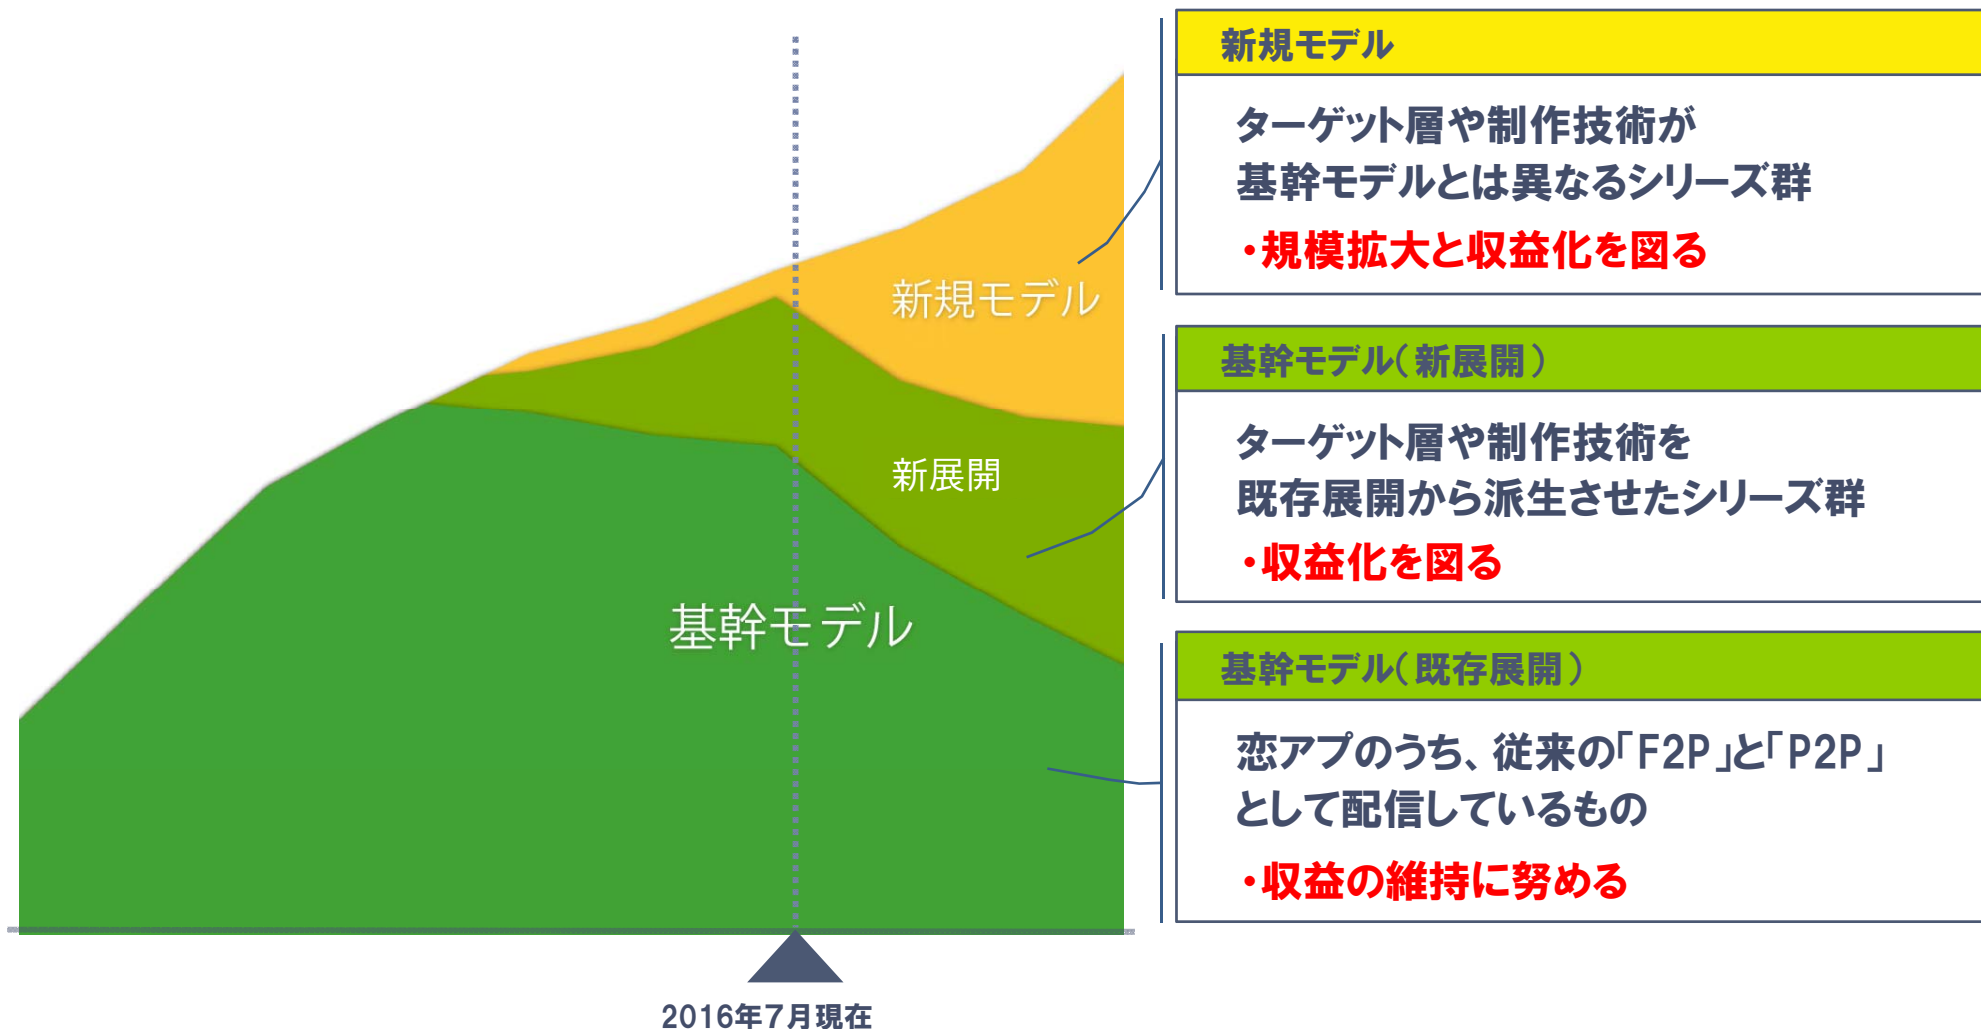 新規モデル
新展開
基幹モデル
2016年7月現在
新規モデル
ターゲット層や制作技術が
基幹モデルとは異なるシリーズ群
・規模拡大と収益化を図る
基幹モデル（新展開）
ターゲット層や制作技術を
既存展開から派生させたシリーズ群
・収益化を図る
基幹モデル（既存展開）
恋アプのうち、従来の「F2P」と「P2P」
として配信しているもの
・収益の維持に努める